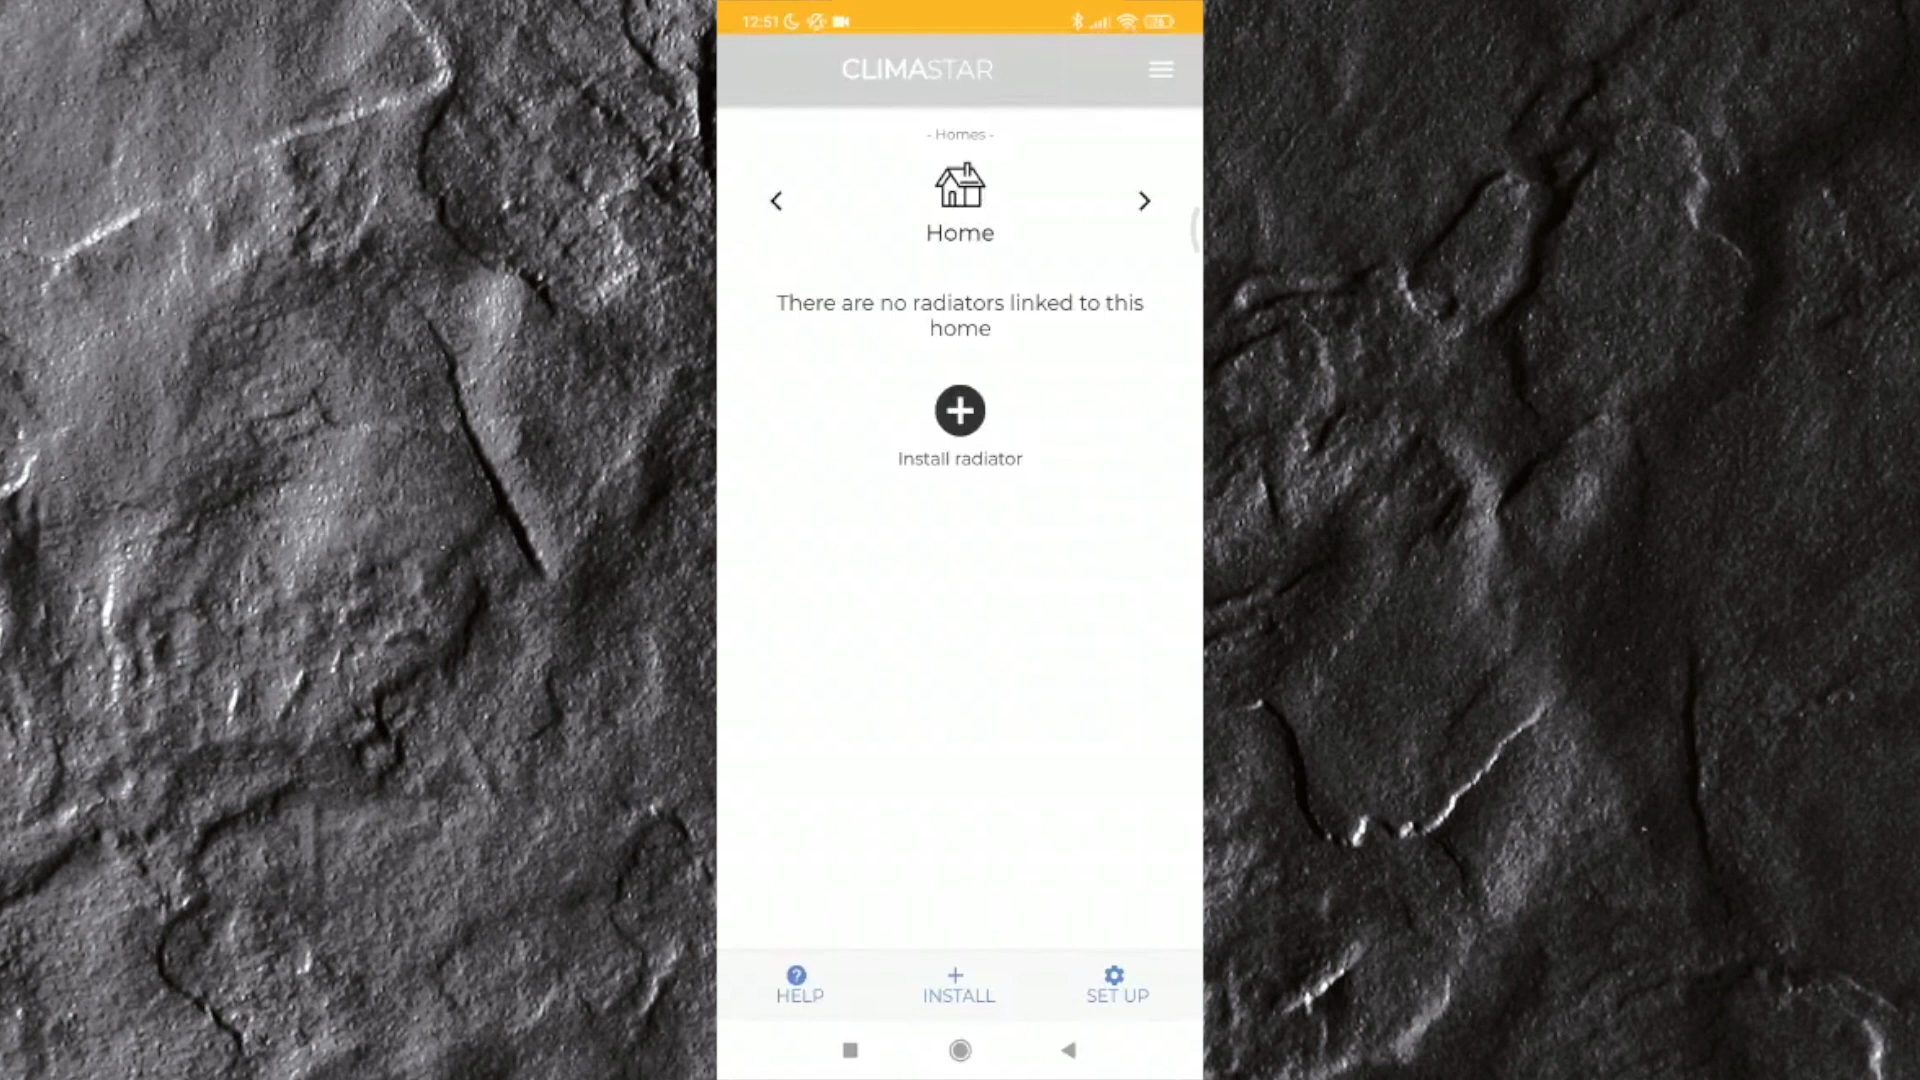 12:51
76
CLIMASTAR
- Homes -
Home
There are no radiators linked to this
home
Install radiator
HELP
INSTALL
SET UP